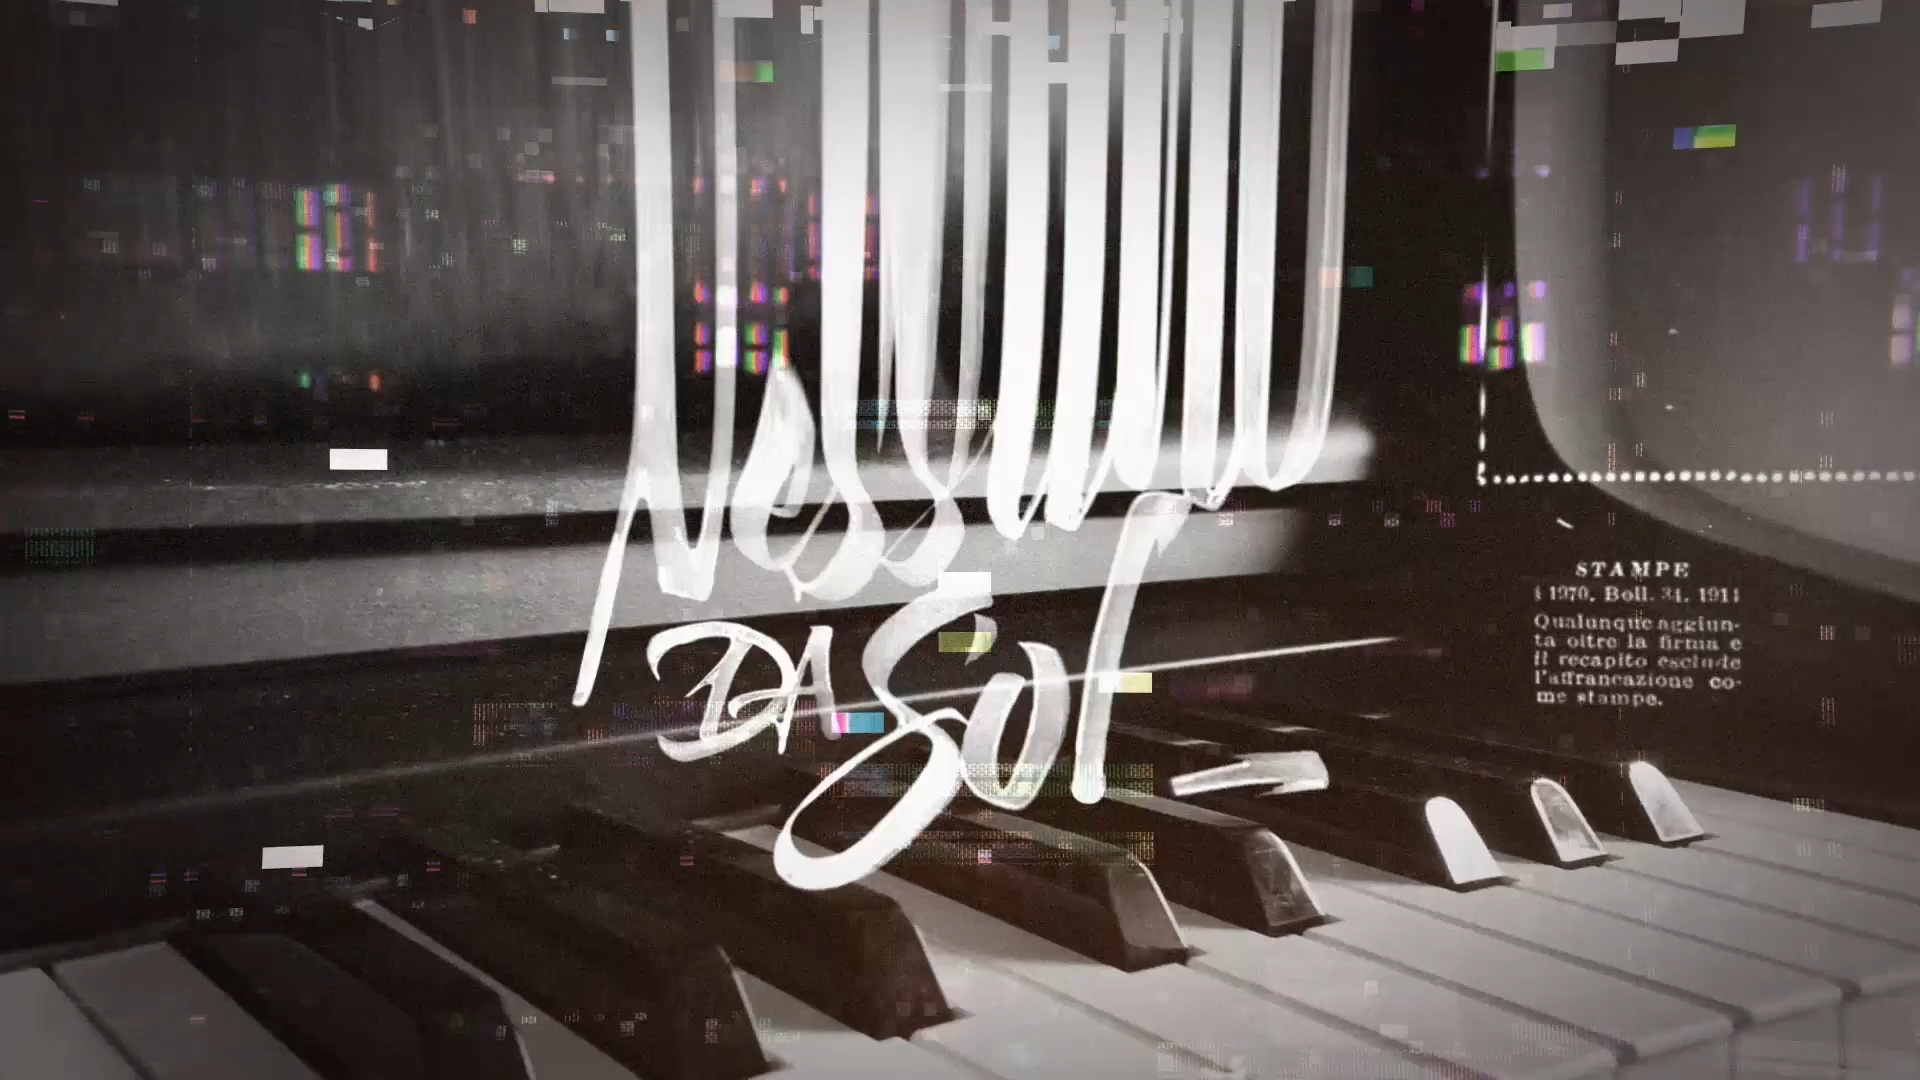 Nessuno
DA Sol
STAMPE
§ 1970, Boll. 34, 1911
Qualunque aggiun-
ta oltre la firma e
il recapito esclude
l'affrancazione co-
me stampe.